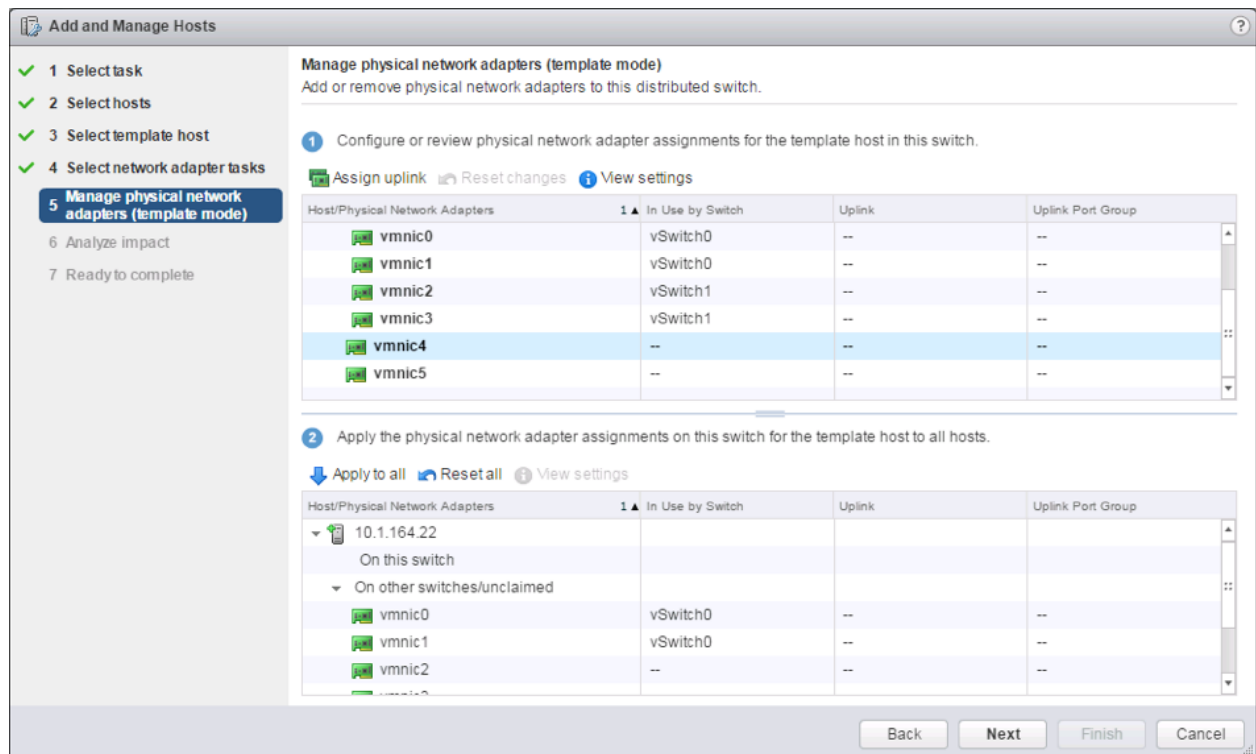 Add and Manage Hosts
?
1 Select task
2 Select hosts
3 Select template host
4 Select network adapter tasks
5 Manage physical network
adapters (template mode)
6 Analyze impact
7 Ready to complete
Manage physical network adapters (template mode)
Add or remove physical network adapters to this distributed switch.
1 Configure or review physical network adapter assignments for the template host in this switch.
Assign uplink Reset changes View settings
Host/Physical Network Adapters 1 ▲ In Use by Switch Uplink Uplink Port Group
vmnic0 vSwitch0 -- --
vmnic1 vSwitch0 -- --
vmnic2 vSwitch1 -- --
vmnic3 vSwitch1 -- --
vmnic4 -- -- --
vmnic5 -- -- --
2 Apply the physical network adapter assignments on this switch for the template host to all hosts.
Apply to all Reset all View settings
Host/Physical Network Adapters 1 ▲ In Use by Switch Uplink Uplink Port Group
10.1.164.22
On this switch
On other switches/unclaimed
vmnic0 vSwitch0 -- --
vmnic1 vSwitch0 -- --
vmnic2 -- -- --
Back Next Finish Cancel